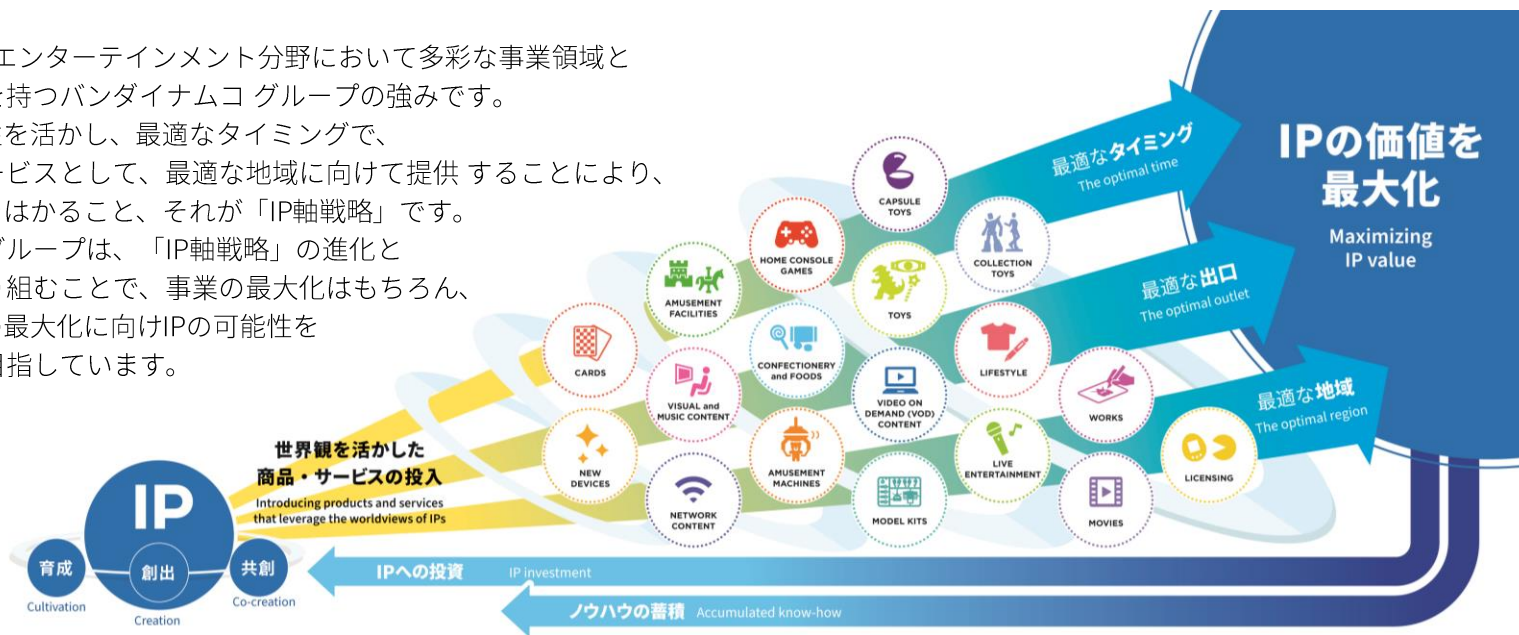 エンターテインメント分野において多彩な事業領域と
を持つバンダイナムコ グループの強みです。
を活かし、最適なタイミングで、
ービスとして、最適な地域に向けて提供 することにより、
はかること、それが「IP軸戦略」です。
グループは、「IP軸戦略」の進化と
り組むことで、事業の最大化はもちろん、
最大化に向けIPの可能性を
目指しています。
IPの価値を
最大化
Maximizing
IP value
最適なタイミング
The optimal time
最適な出口
The optimal outlet
最適な地域
The optimal region
CAPSULE
TOYS
HOME CONSOLE
GAMES
COLLECTION
TOYS
AMUSEMENT
FACILITIES
TOYS
CARDS
CONFECTIONERY
and FOODS
LIFESTYLE
VISUAL and
MUSIC CONTENT
VIDEO ON
DEMAND (VOD)
CONTENT
WORKS
NEW
DEVICES
AMUSEMENT
MACHINES
LIVE
ENTERTAINMENT
LICENSING
NETWORK
CONTENT
MODEL KITS
MOVIES
世界観を活かした
商品・サービスの投入
Introducing products and services
that leverage the worldviews of IPs
IP
育成
Cultivation
創出
Creation
共創
Co-creation
IPへの投資 IP investment
ノウハウの蓄積 Accumulated know-how